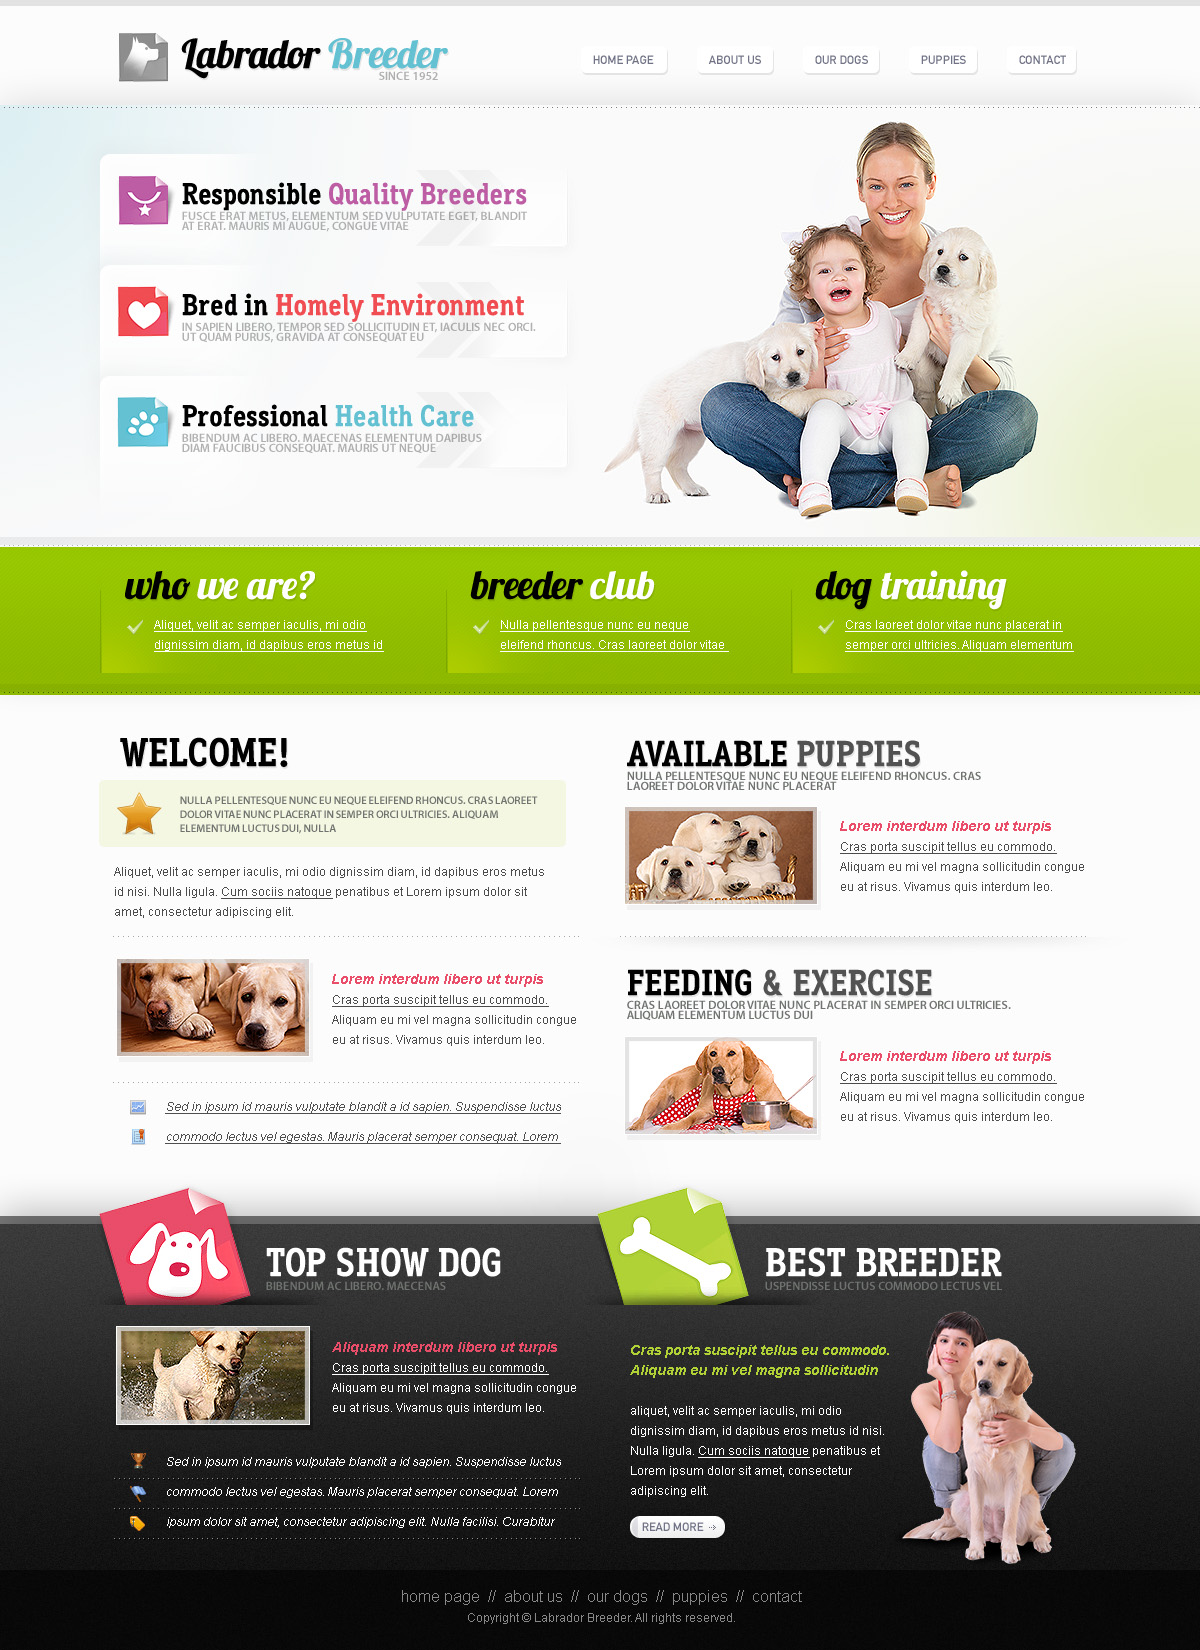 Labrador Breeder
SINCE 1952
HOME PAGE
ABOUT US
OUR DOGS
PUPPIES
CONTACT
Responsible Quality Breeders
FUSCE ERAT METUS, ELEMENTUM SED VULPUTATE EGET, BLANDIT
AT ERAT. MAURIS MI AUGUE, CONGUE VITAE
Bred in Homely Environment
IN SAPIEN LIBERO, TEMPOR SED SOLLICITUDIN ET, IACULIS NEC ORCI.
UT QUAM PURUS, GRAVIDA AT CONSEQUAT EU
Professional Health Care
BIBENDUM AC LIBERO. MAECENAS ELEMENTUM DAPIBUS
DIAM FAUCIBUS CONSEQUAT. MAURIS UT NEQUE
who we are?
Aliquet, velit ac semper iaculis, mi odio
dignissim diam, id dapibus eros metus id
breeder club
Nulla pellentesque nunc eu neque
eleifend rhoncus. Cras laoreet dolor vitae
dog training
Cras laoreet dolor vitae nunc placerat in
semper orci ultricies. Aliquam elementum
WELCOME!
NULLA PELLENTESQUE NUNC EU NEQUE ELEIFEND RHONCUS. CRAS LAOREET
DOLOR VITAE NUNC PLACERAT IN SEMPER ORCI ULTRICIES. ALIQUAM
ELEMENTUM LUCTUS DUI, NULLA
Aliquet, velit ac semper iaculis, mi odio dignissim diam, id dapibus eros metus
id nisi. Nulla ligula. Cum sociis natoque penatibus et Lorem ipsum dolor sit
amet, consectetur adipiscing elit.
Lorem interdum libero ut turpis
Cras porta suscipit tellus eu commodo.
Aliquam eu mi vel magna sollicitudin congue
eu at risus. Vivamus quis interdum leo.
Sed in ipsum id mauris vulputate blandit a id sapien. Suspendisse luctus
commodo lectus vel egestas. Mauris placerat semper consequat. Lorem
AVAILABLE PUPPIES
NULLA PELLENTESQUE NUNC EU NEQUE ELEIFEND RHONCUS. CRAS
LAOREET DOLOR VITAE NUNC PLACERAT
Lorem interdum libero ut turpis
Cras porta suscipit tellus eu commodo.
Aliquam eu mi vel magna sollicitudin congue
eu at risus. Vivamus quis interdum leo.
FEEDING & EXERCISE
CRAS LAOREET DOLOR VITAE NUNC PLACERAT IN SEMPER ORCI ULTRICIES.
ALIQUAM ELEMENTUM LUCTUS DUI
Lorem interdum libero ut turpis
Cras porta suscipit tellus eu commodo.
Aliquam eu mi vel magna sollicitudin congue
eu at risus. Vivamus quis interdum leo.
TOP SHOW DOG
BIBENDUM AC LIBERO. MAECENAS
Aliquam interdum libero ut turpis
Cras porta suscipit tellus eu commodo.
Aliquam eu mi vel magna sollicitudin congue
eu at risus. Vivamus quis interdum leo.
Sed in ipsum id mauris vulputate blandit a id sapien. Suspendisse luctus
commodo lectus vel egestas. Mauris placerat semper consequat. Lorem
ipsum dolor sit amet, consectetur adipiscing elit. Nulla facilisi. Curabitur
BEST BREEDER
USPENDISSE LUCTUS COMMODO LECTUS VEL
Cras porta suscipit tellus eu commodo.
Aliquam eu mi vel magna sollicitudin
aliquet, velit ac semper iaculis, mi odio
dignissim diam, id dapibus eros metus id nisi.
Nulla ligula. Cum sociis natoque penatibus et
Lorem ipsum dolor sit amet, consectetur
adipiscing elit.
READ MORE
home page // about us // our dogs // puppies // contact
Copyright © Labrador Breeder. All rights reserved.